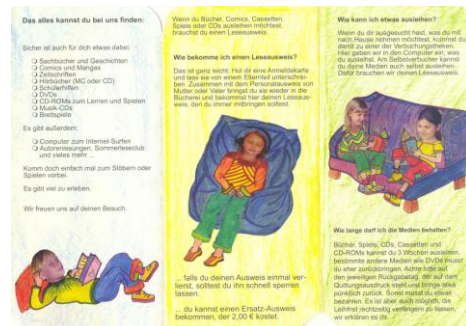 Das alles kannst du bei uns finden:
Sicher ist auch für dich etwas dabei:
Sachbücher und Geschichten
Comics und Mangas
Zeitschriften
Hörbücher (MC oder CD)
Schülerhilfen
DVDs
CD-ROMs zum Lernen und Spielen
Musik-CDs
Brettspiele
Es gibt außerdem:
Computer zum Internet-Surfen
Autorenlesungen, Sommerleseclub
und vieles mehr ...
Komm doch einfach mal zum Stöbern oder
Spielen vorbei.
Es gibt viel zu erleben.
Wir freuen uns auf deinen Besuch.
Wenn du Bücher, Comics, Cassetten,
Spiele oder CDs ausleihen möchtest,
brauchst du einen Leseausweis.
Wie bekomme ich einen Leseausweis?
Das ist ganz leicht. Hol dir eine Anmeldekarte
und lass sie von einem Elternteil unterschrei-
ben. Zusammen mit dem Personalausweis von
Mutter oder Vater bringst du sie wieder in die
Bücherei und bekommst hier deinen Leseaus-
weis, den du immer mitbringen solltest.
falls du deinen Ausweis einmal ver-
lierst, solltest du ihn schnell sperren
lassen.
... du kannst einen Ersatz-Ausweis
bekommen, der 2,00 € kostet.
Wie kann ich etwas ausleihen?
Wenn du dir ausgesucht hast, was du mit
nach Hause nehmen möchtest, kommst du
damit zu einer der Verbuchungstheken.
Hier geben wir in den Computer ein, was
du ausleihst. Am Selbstverbucher kannst
du deine Medien auch selbst ausleihen.
Dafür brauchen wir deinen Leseausweis.
Wie lange darf ich die Medien behalten?
Bücher, Spiele, CDs, Cassetten und
CD-ROMs kannst du 3 Wochen ausleihen,
bestimmte andere Medien wie DVDs musst
du eher zurückbringen. Achte bitte auf
den jeweiligen Rückgabetag, der auf dem
Quittungsausdruck steht und bringe alles
pünktlich zurück. Sonst musst du etwas
bezahlen. Es ist aber auch möglich, die
Leihfrist rechtzeitig verlängern zu lassen,
wir erklären es dir.